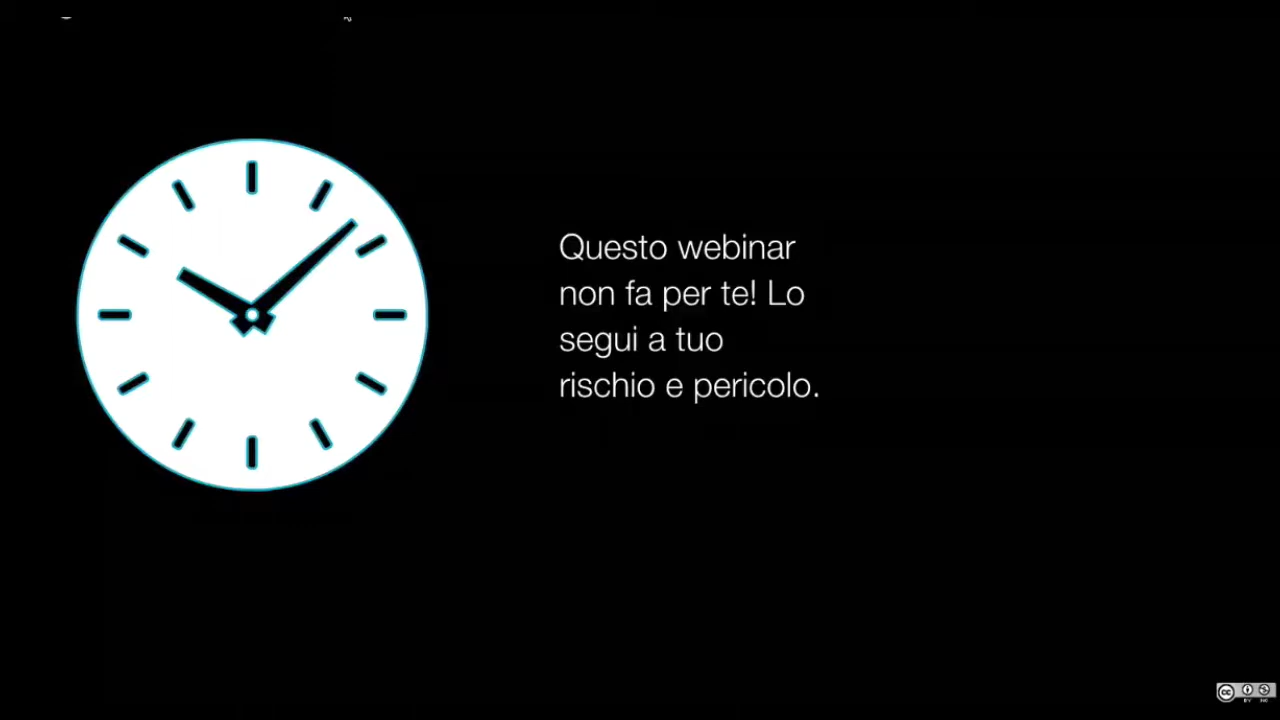 Questo webinar
non fa per te! Lo
segui a tuo
rischio e pericolo.